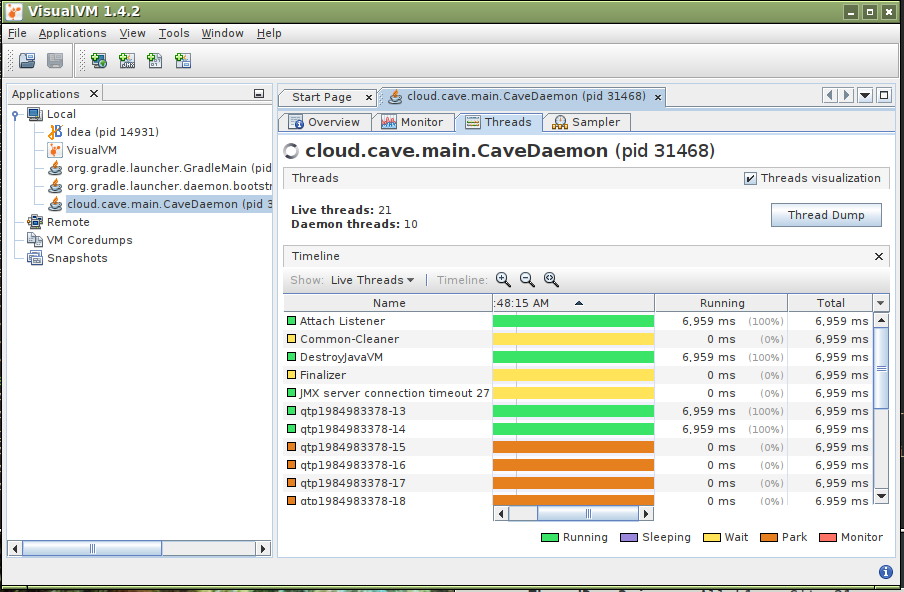 VisualVM 1.4.2
File Applications View Tools Window Help
Applications
Local
Idea (pid 14931)
VisualVM
org.gradle.launcher.GradleMain (pid
org.gradle.launcher.daemon.bootstr
cloud.cave.main.CaveDaemon (pid 3
Remote
VM Coredumps
Snapshots
Start Page
cloud.cave.main.CaveDaemon (pid 31468)
Overview Monitor Threads Sampler
cloud.cave.main.CaveDaemon (pid 31468)
Threads Threads visualization
Live threads: 21
Daemon threads: 10
Thread Dump
Timeline
Show: Live Threads Timeline:
Name :48:15 AM Running Total
Attach Listener 6,959 ms (100%) 6,959 ms
Common-Cleaner 0 ms (0%) 6,959 ms
DestroyJavaVM 6,959 ms (100%) 6,959 ms
Finalizer 0 ms (0%) 6,959 ms
JMX server connection timeout 27 0 ms (0%) 6,959 ms
qtp1984983378-13 6,959 ms (100%) 6,959 ms
qtp1984983378-14 6,959 ms (100%) 6,959 ms
qtp1984983378-15 0 ms (0%) 6,959 ms
qtp1984983378-16 0 ms (0%) 6,959 ms
qtp1984983378-17 0 ms (0%) 6,959 ms
qtp1984983378-18 0 ms (0%) 6,959 ms
Running Sleeping Wait Park Monitor